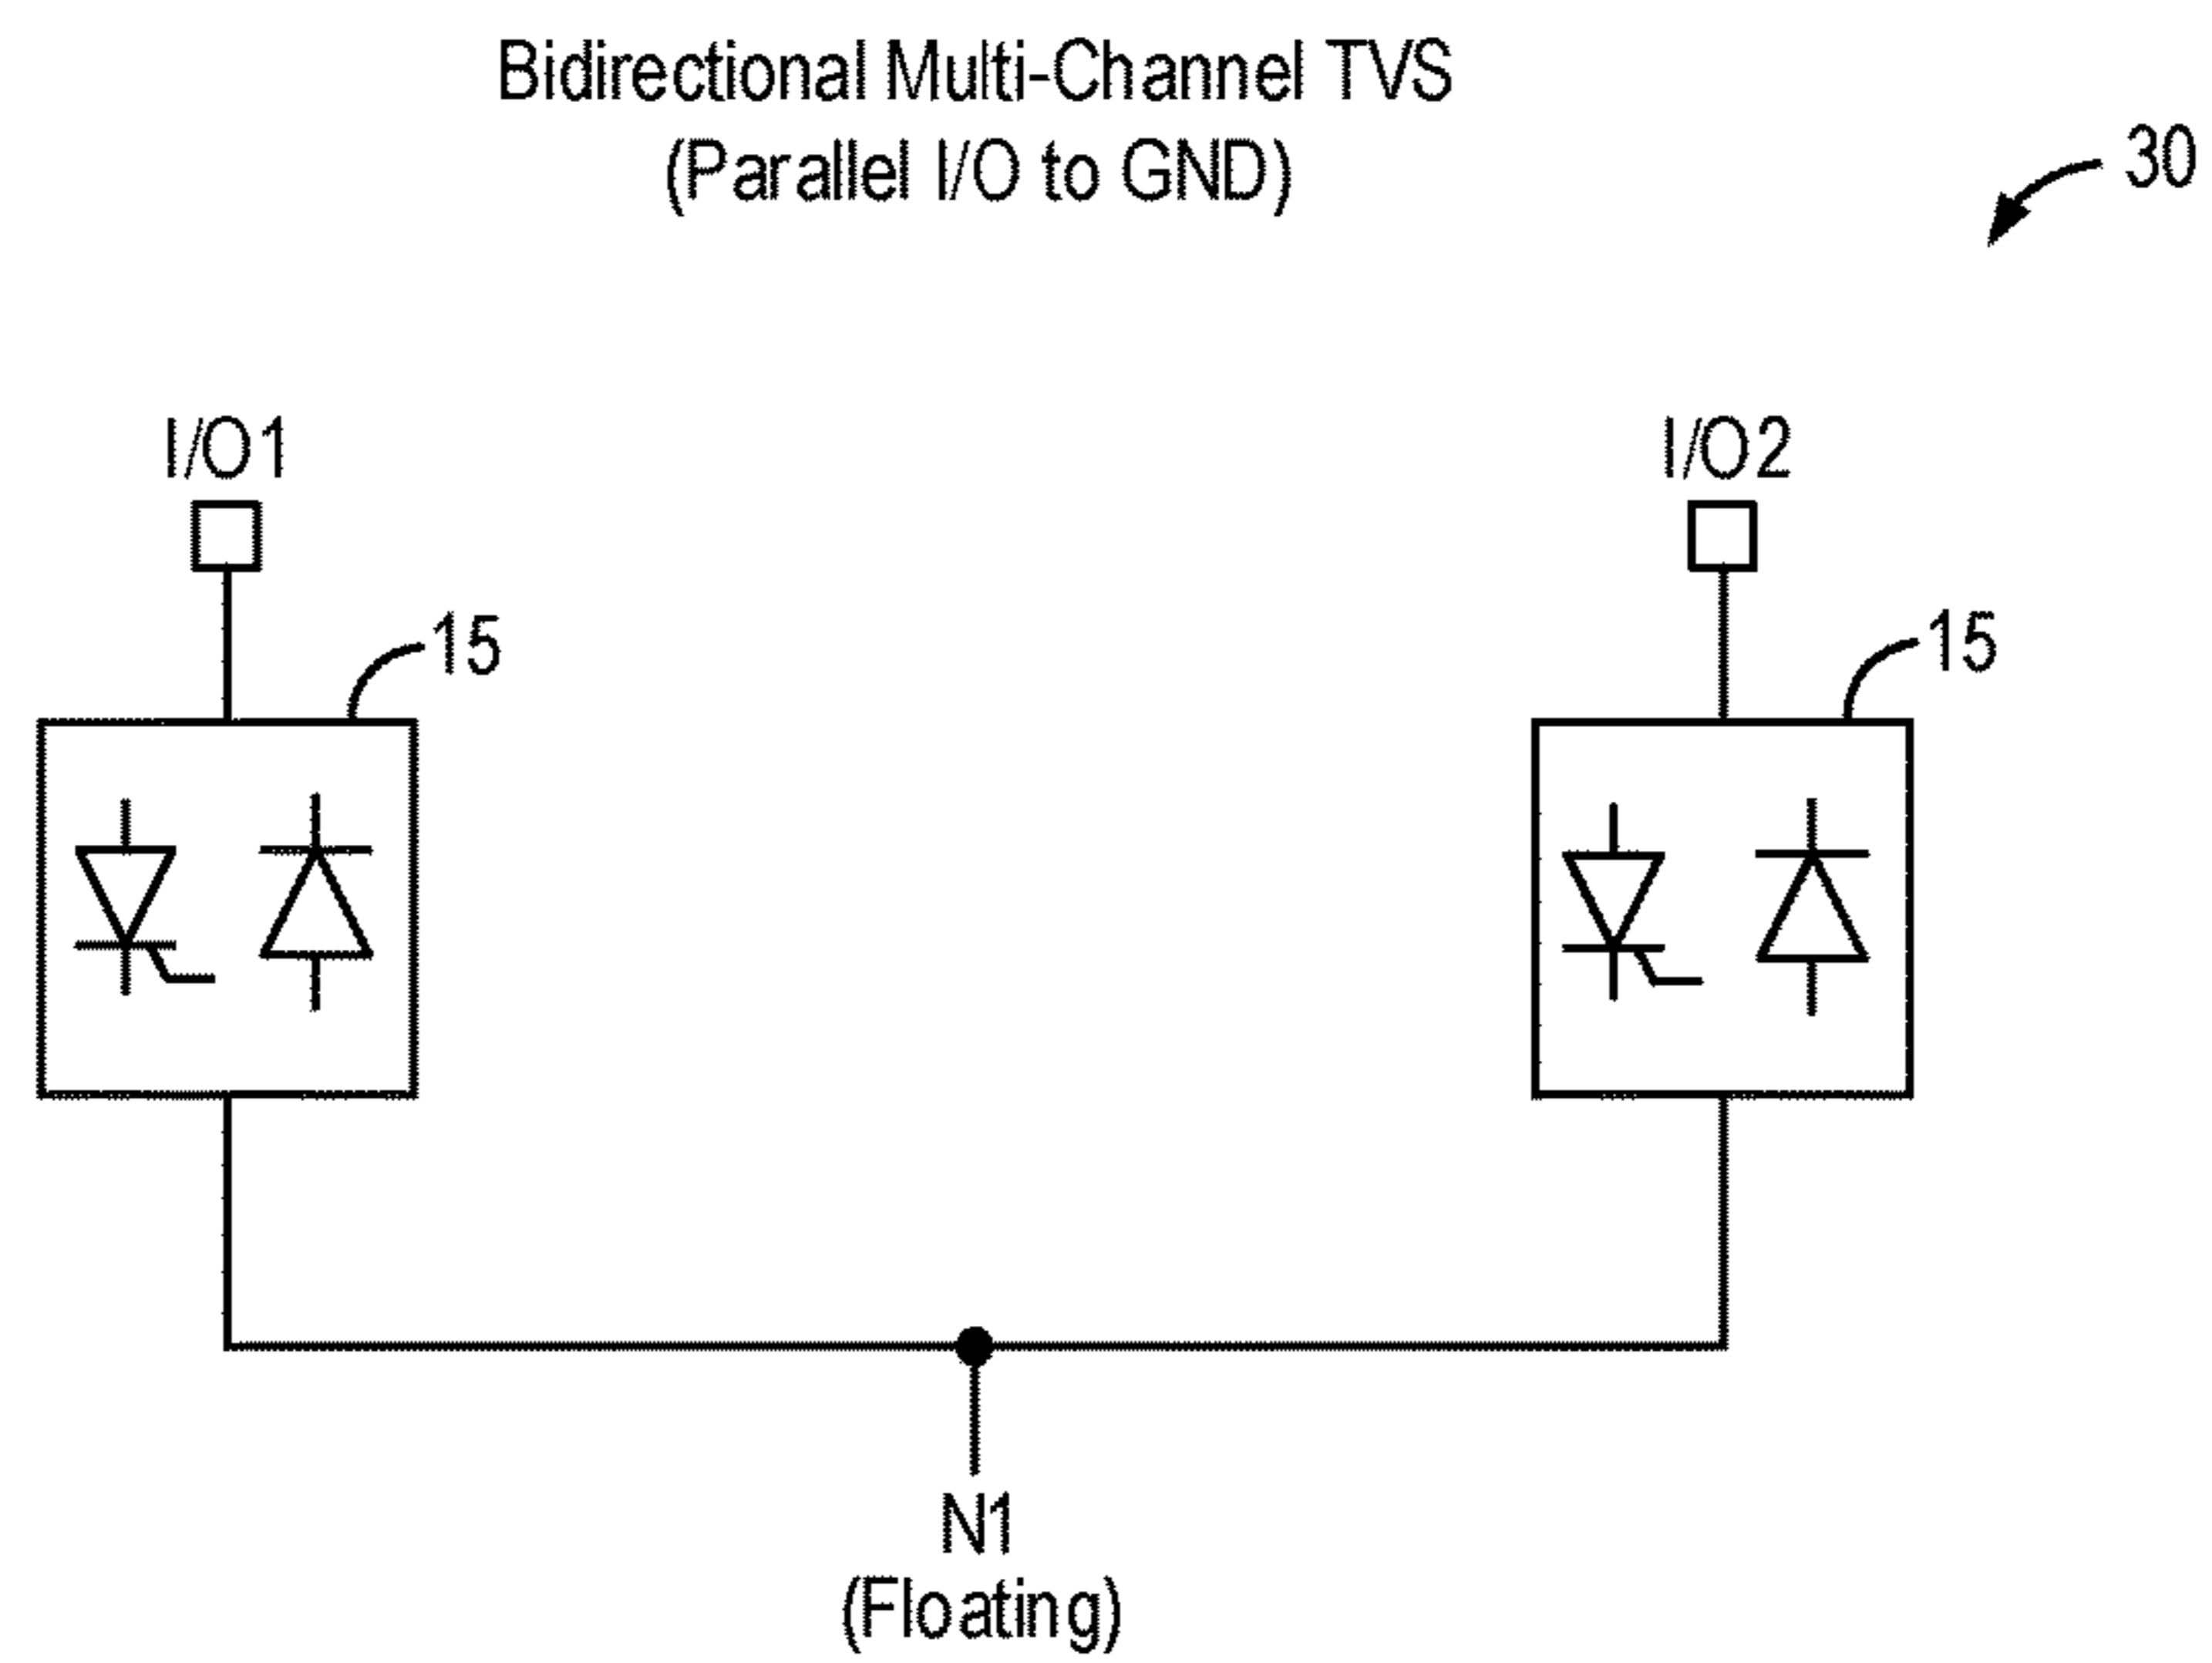 Bidirectional Multi-Channel TVS
(Parallel I/O to GND)
30
I/O1
I/O2
15
15
N1
(Floating)